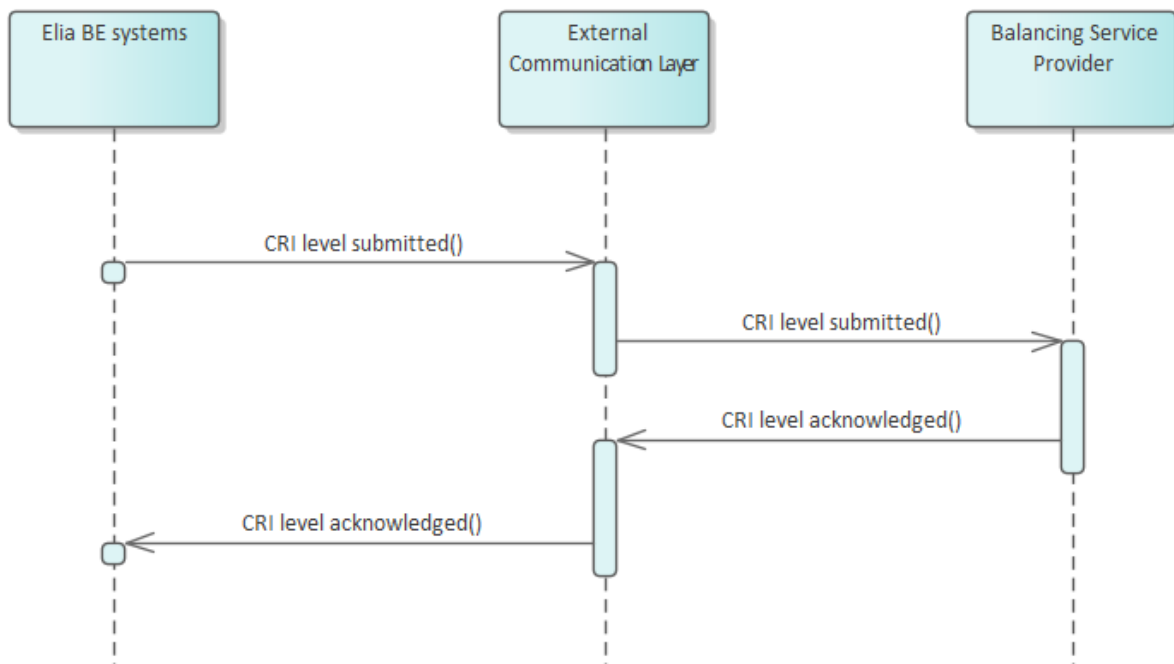 Elia BE systems
External
Communication Layer
Balancing Service
Provider
CRI level submitted()
CRI level submitted()
CRI level acknowledged()
CRI level acknowledged()